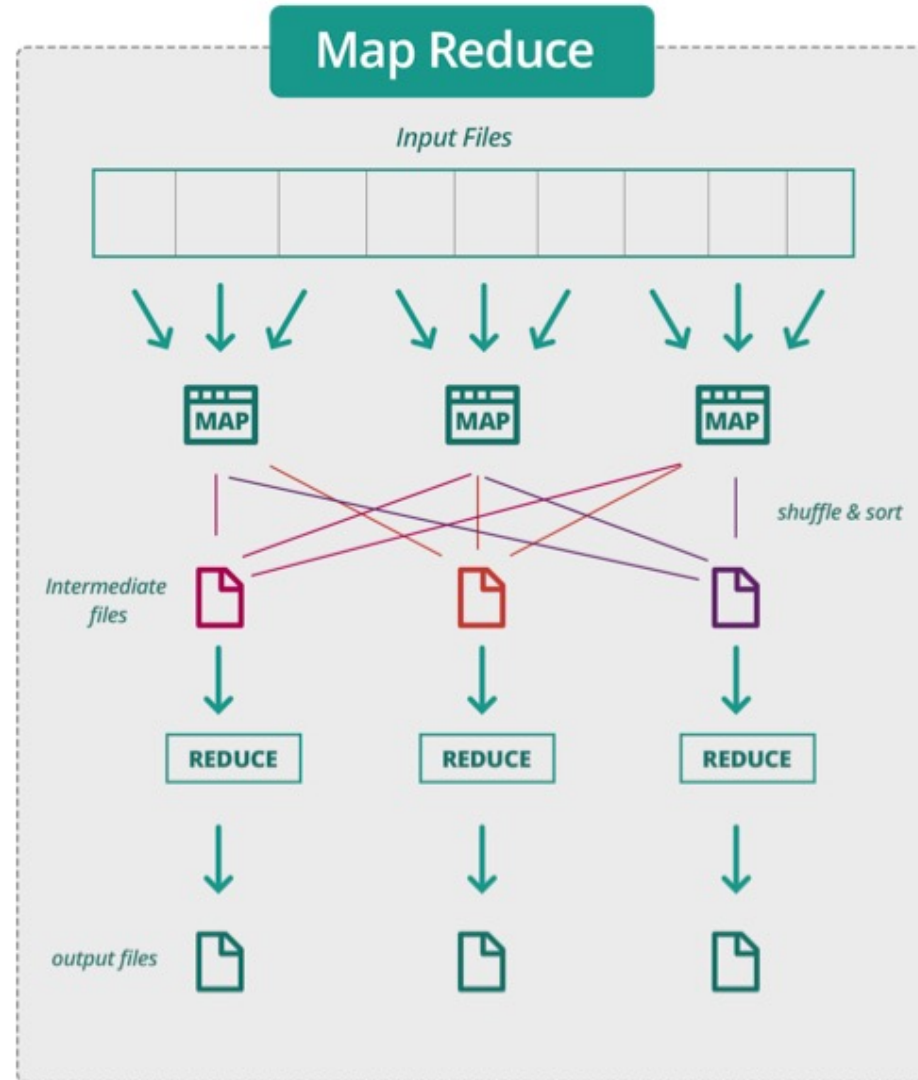 Map Reduce
Input Files
MAP
MAP
MAP
shuffle & sort
Intermediate
files
REDUCE
REDUCE
REDUCE
output files